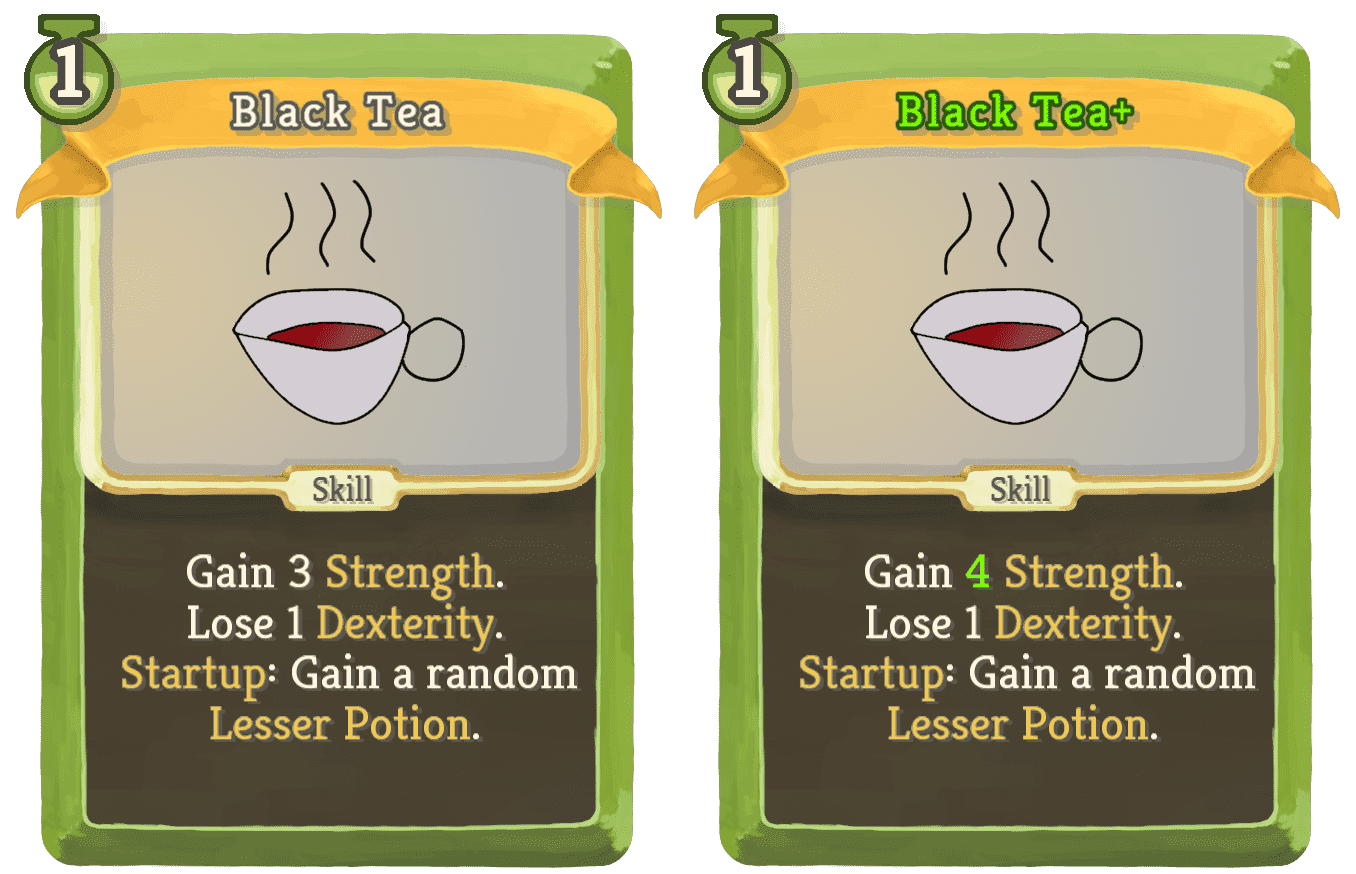 1
Black Tea
Skill
Gain 3 Strength.
Lose 1 Dexterity.
Startup: Gain a random
Lesser Potion.
1
Black Tea+
Skill
Gain 4 Strength.
Lose 1 Dexterity.
Startup: Gain a random
Lesser Potion.